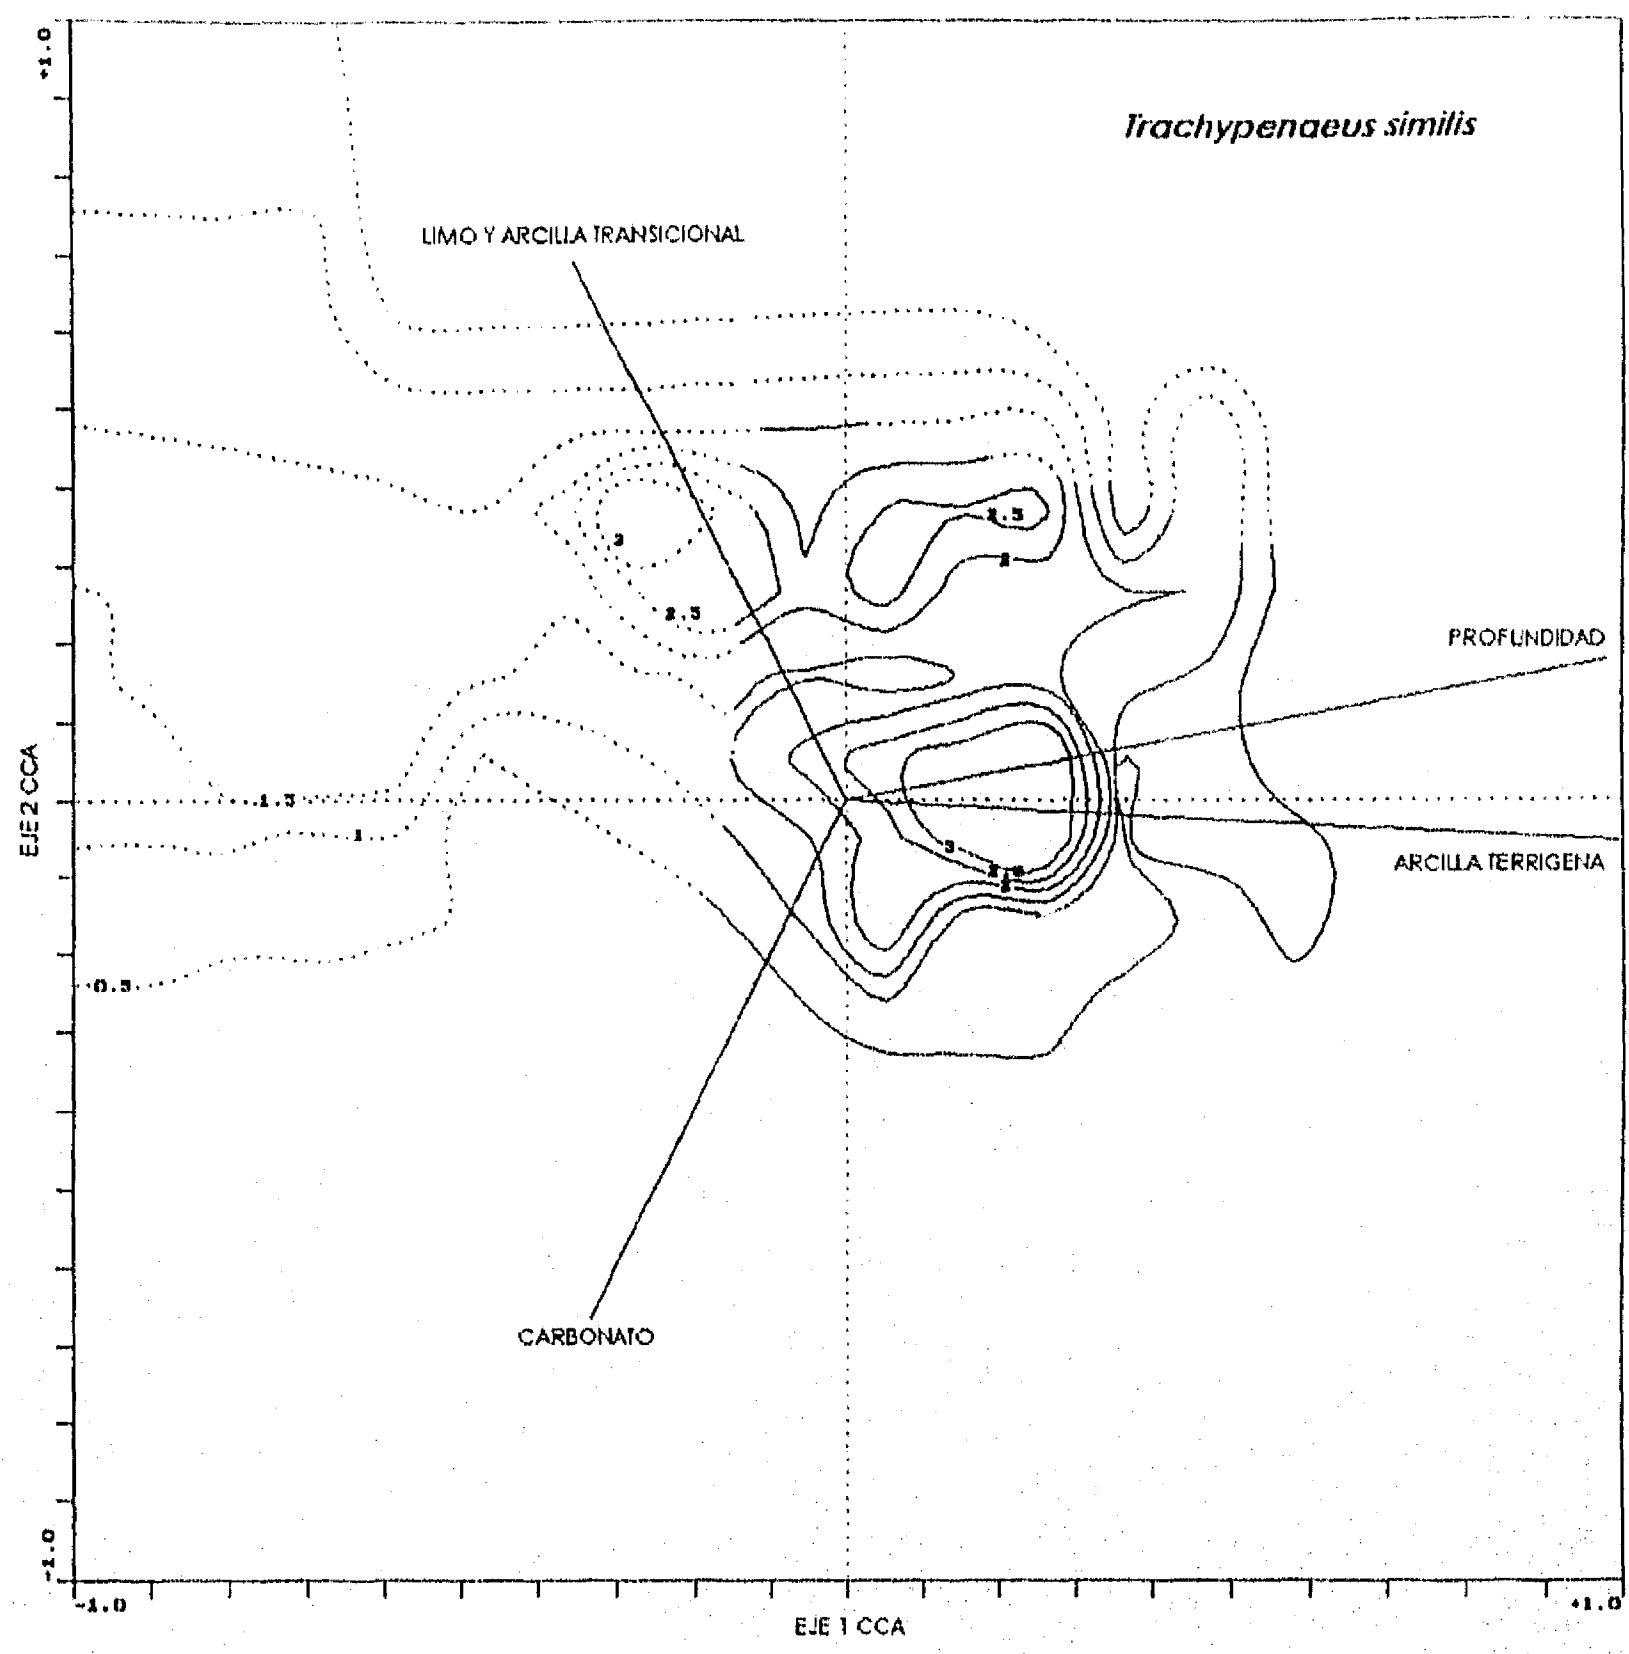 +1.0
Trachypenaeus similis
LIMO Y ARCILLA TRANSICIONAL
2.5
3
2
2.5
PROFUNDIDAD
EJE 2 CCA
1.5
1
3
2
ARCILLA TERRIGENA
0.5
CARBONATO
-1.0
-1.0
+1.0
EJE 1 CCA